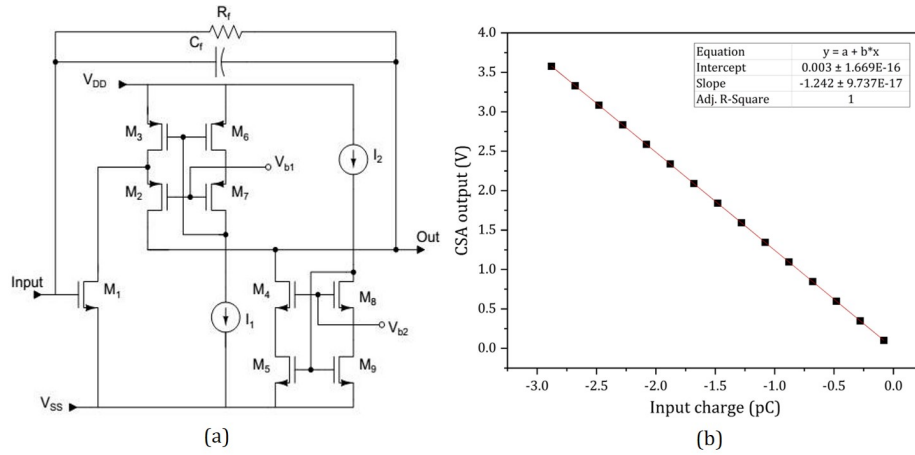 R_f
C_f
V_DD
M_3
M_6
I_2
V_b1
M_2
M_7
Out
Input
M_1
M_4
M_8
I_1
V_b2
M_5
M_9
V_SS
(a)
Equation y = a + b*x
Intercept 0.003 ± 1.669E-16
Slope -1.242 ± 9.737E-17
Adj. R-Square 1
CSA output (V)
4.0
3.5
3.0
2.5
2.0
1.5
1.0
0.5
0.0
-3.0 -2.5 -2.0 -1.5 -1.0 -0.5 0.0
Input charge (pC)
(b)